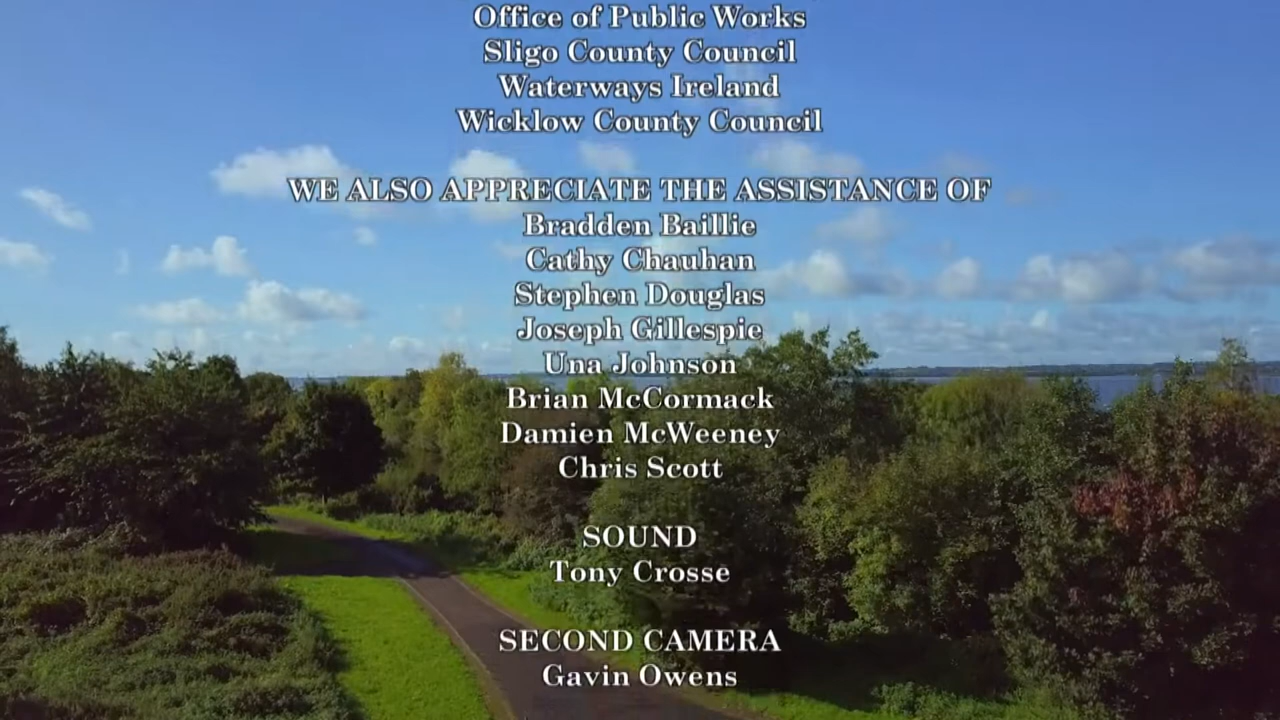 Office of Public Works
Sligo County Council
Waterways Ireland
Wicklow County Council
WE ALSO APPRECIATE THE ASSISTANCE OF
Bradden Baillie
Cathy Chauhan
Stephen Douglas
Joseph Gillespie
Una Johnson
Brian McCormack
Damien McWeeney
Chris Scott
SOUND
Tony Crosse
SECOND CAMERA
Gavin Owens